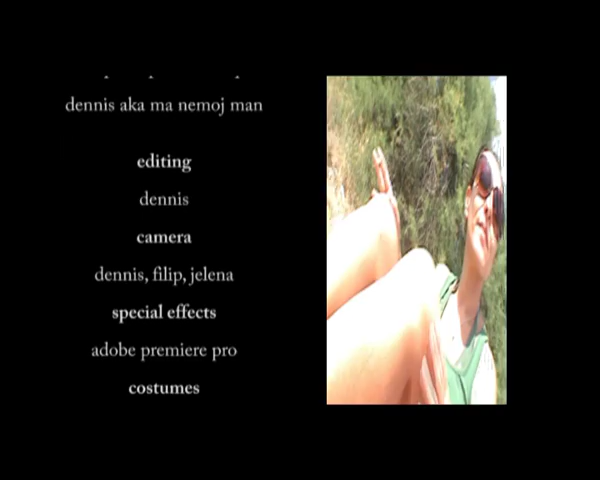 dennis aka ma nemoj man
editing
dennis
camera
dennis, filip, jelena
special effects
adobe premiere pro
costumes